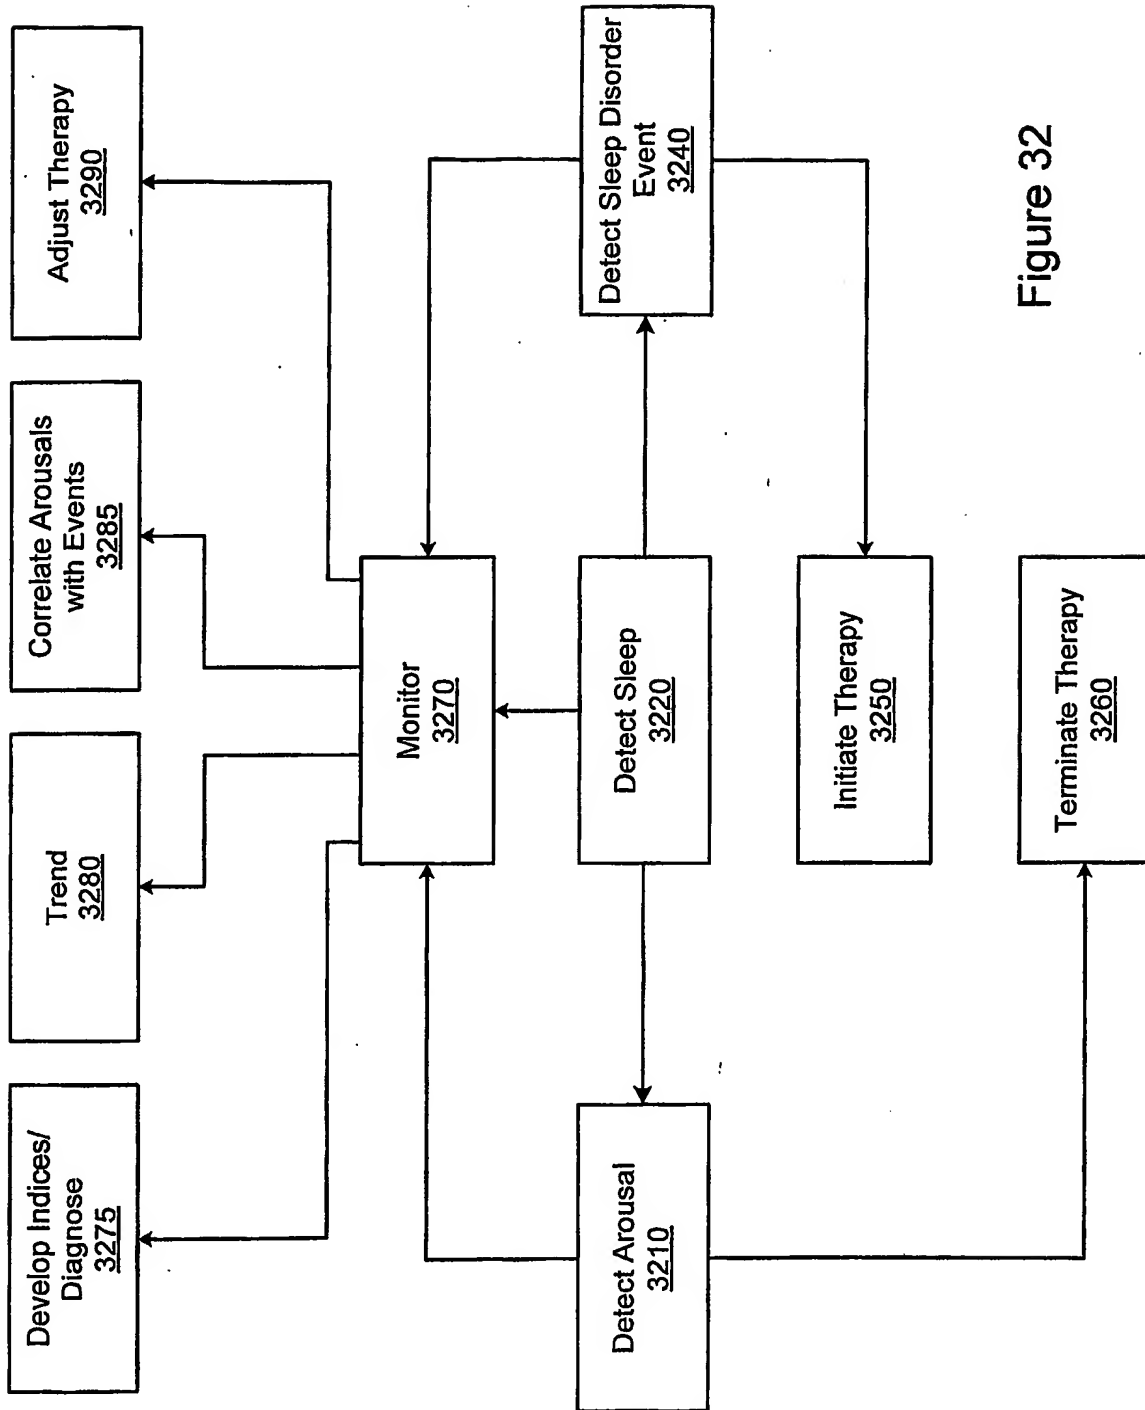 Develop Indices/
Diagnose
3275
Trend
3280
Correlate Arousals
with Events
3285
Adjust Therapy
3290
Monitor
3270
Detect Arousal
3210
Detect Sleep
3220
Detect Sleep Disorder
Event
3240
Initiate Therapy
3250
Terminate Therapy
3260
Figure 32